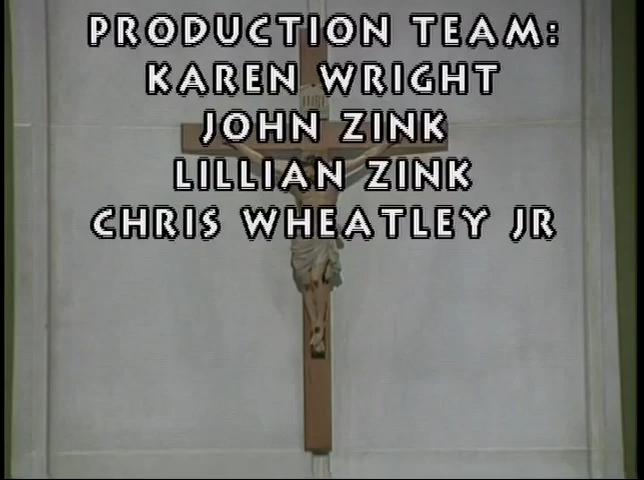 PRODUCTION TEAM:
KAREN WRIGHT
JOHN ZINK
LILLIAN ZINK
CHRIS WHEATLEY JR